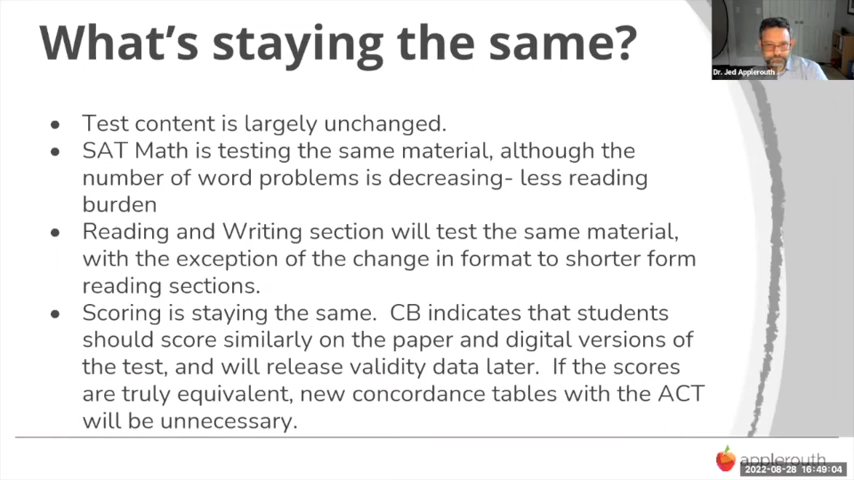 What's staying the same?
Dr. Jed Applerouth
● Test content is largely unchanged.
● SAT Math is testing the same material, although the
number of word problems is decreasing- less reading
burden
● Reading and Writing section will test the same material,
with the exception of the change in format to shorter form
reading sections.
● Scoring is staying the same.  CB indicates that students
should score similarly on the paper and digital versions of
the test, and will release validity data later.  If the scores
are truly equivalent, new concordance tables with the ACT
will be unnecessary.
applerouth
2022-08-28 16:49:04